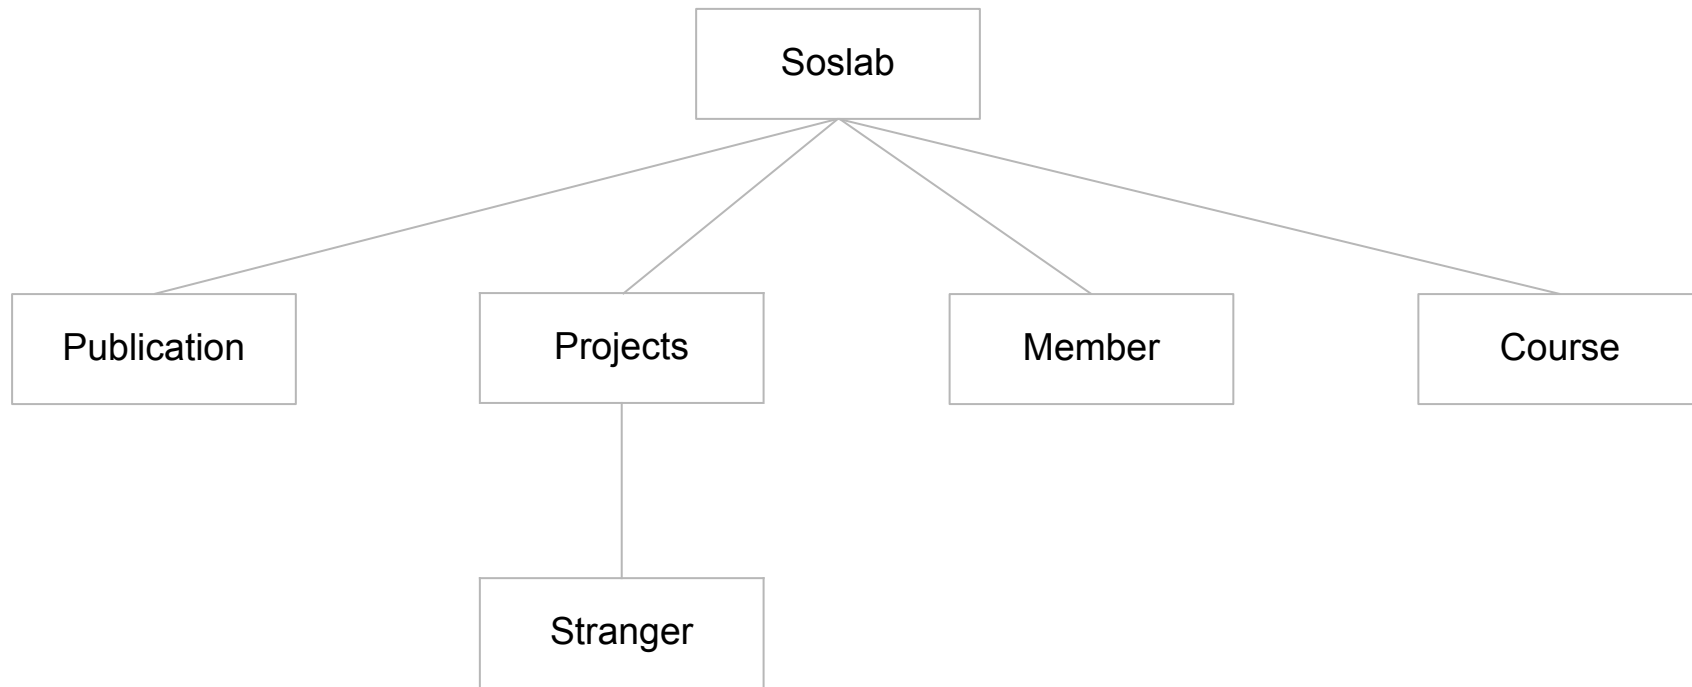 Soslab
Publication
Projects
Member
Course
Stranger